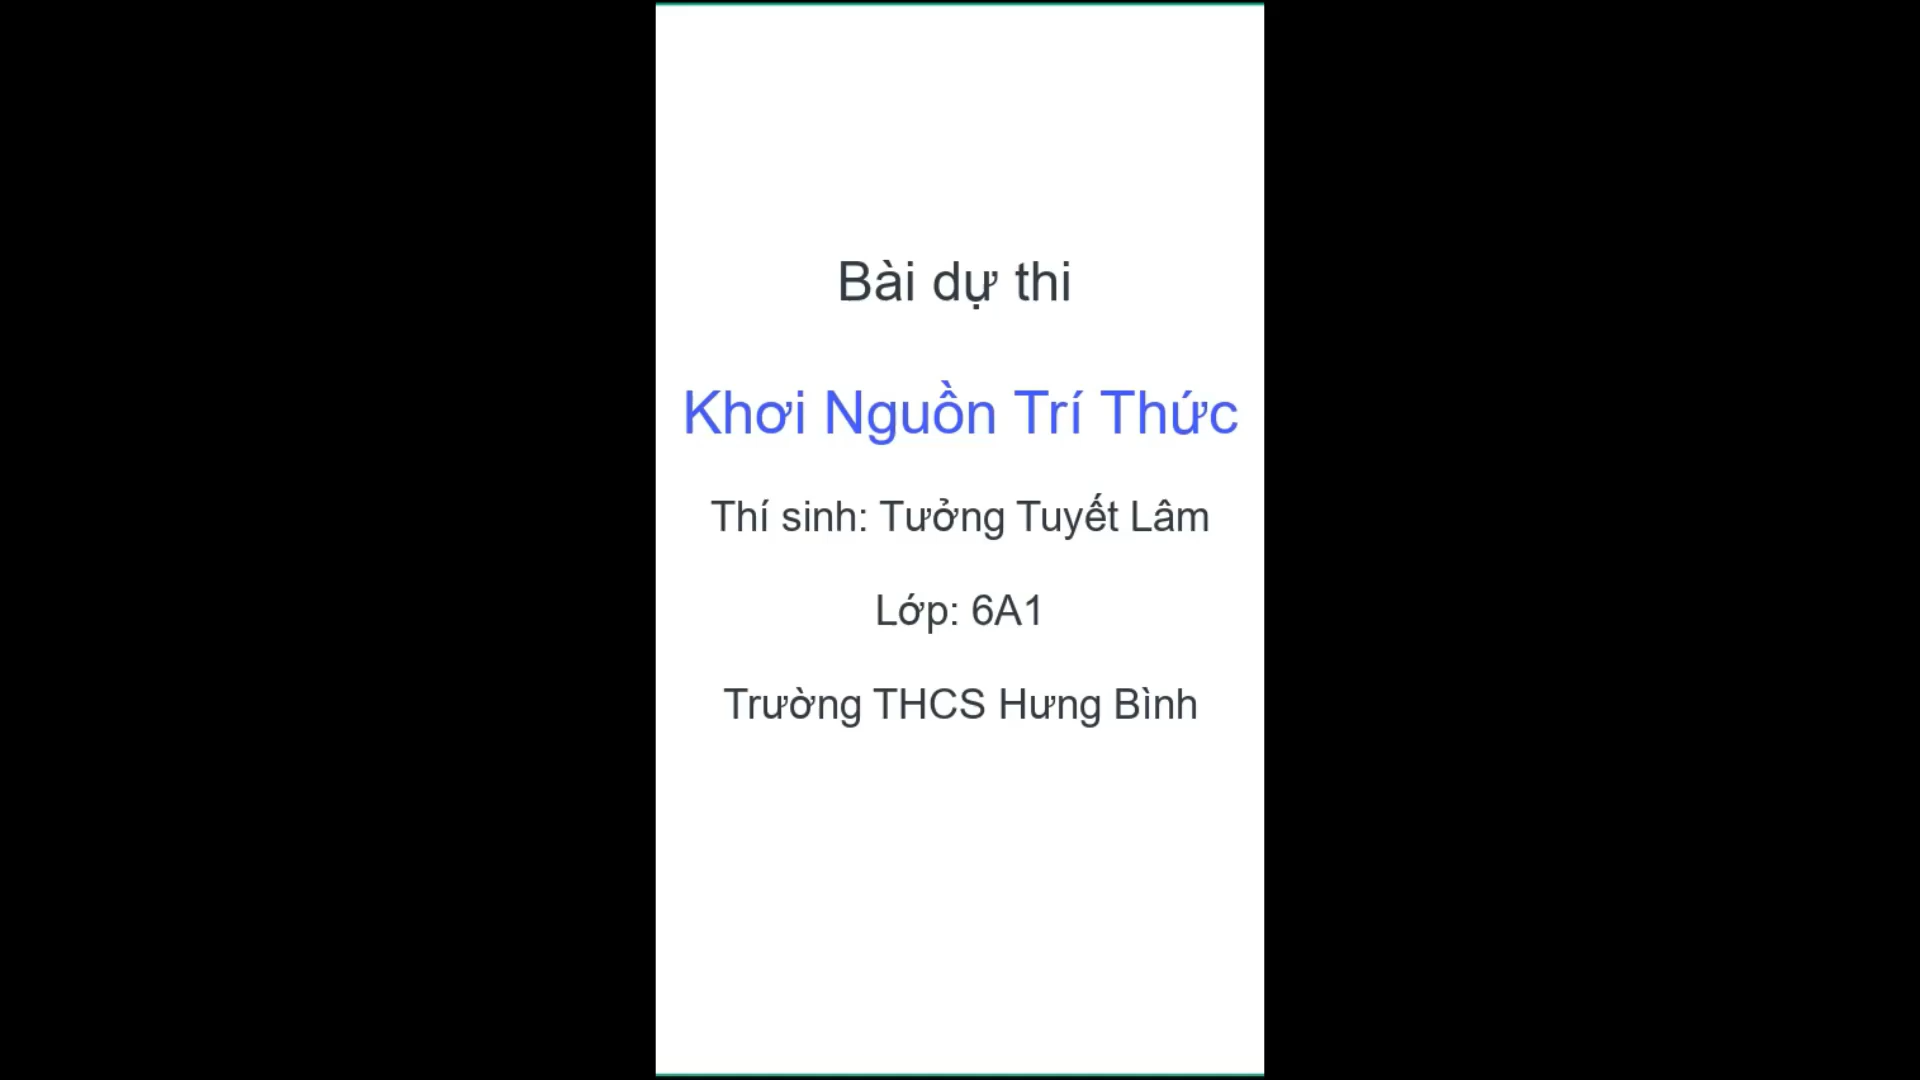 Bài dự thi
Khơi Nguồn Trí Thức
Thí sinh: Tưởng Tuyết Lâm
Lớp: 6A1
Trường THCS Hưng Bình